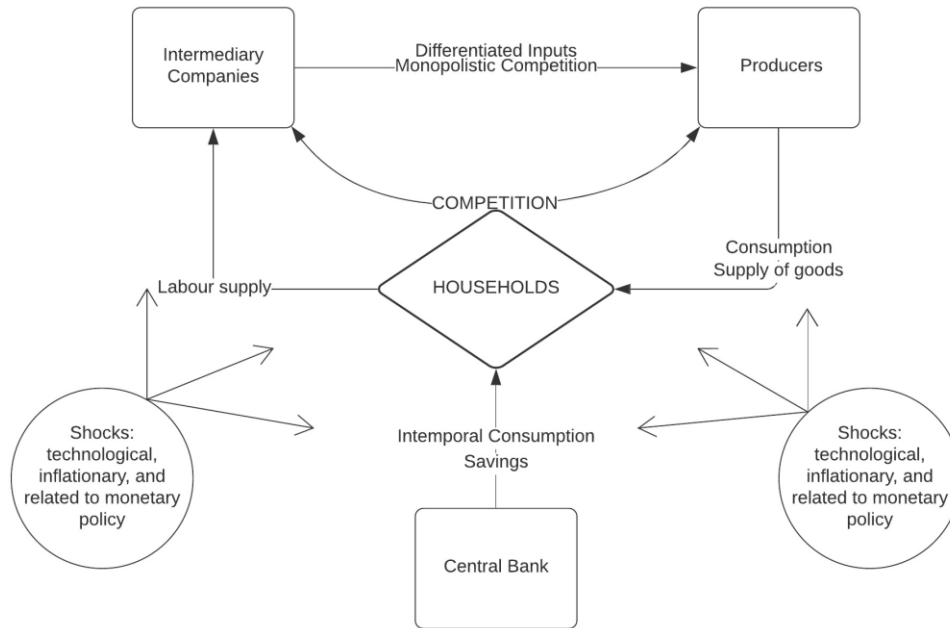 Intermediary
Companies
Differentiated Inputs
Monopolistic Competition
Producers
COMPETITION
Consumption
Supply of goods
Labour supply
HOUSEHOLDS
Shocks:
technological,
inflationary, and
related to monetary
policy
Intemporal Consumption
Savings
Shocks:
technological,
inflationary, and
related to monetary
policy
Central Bank